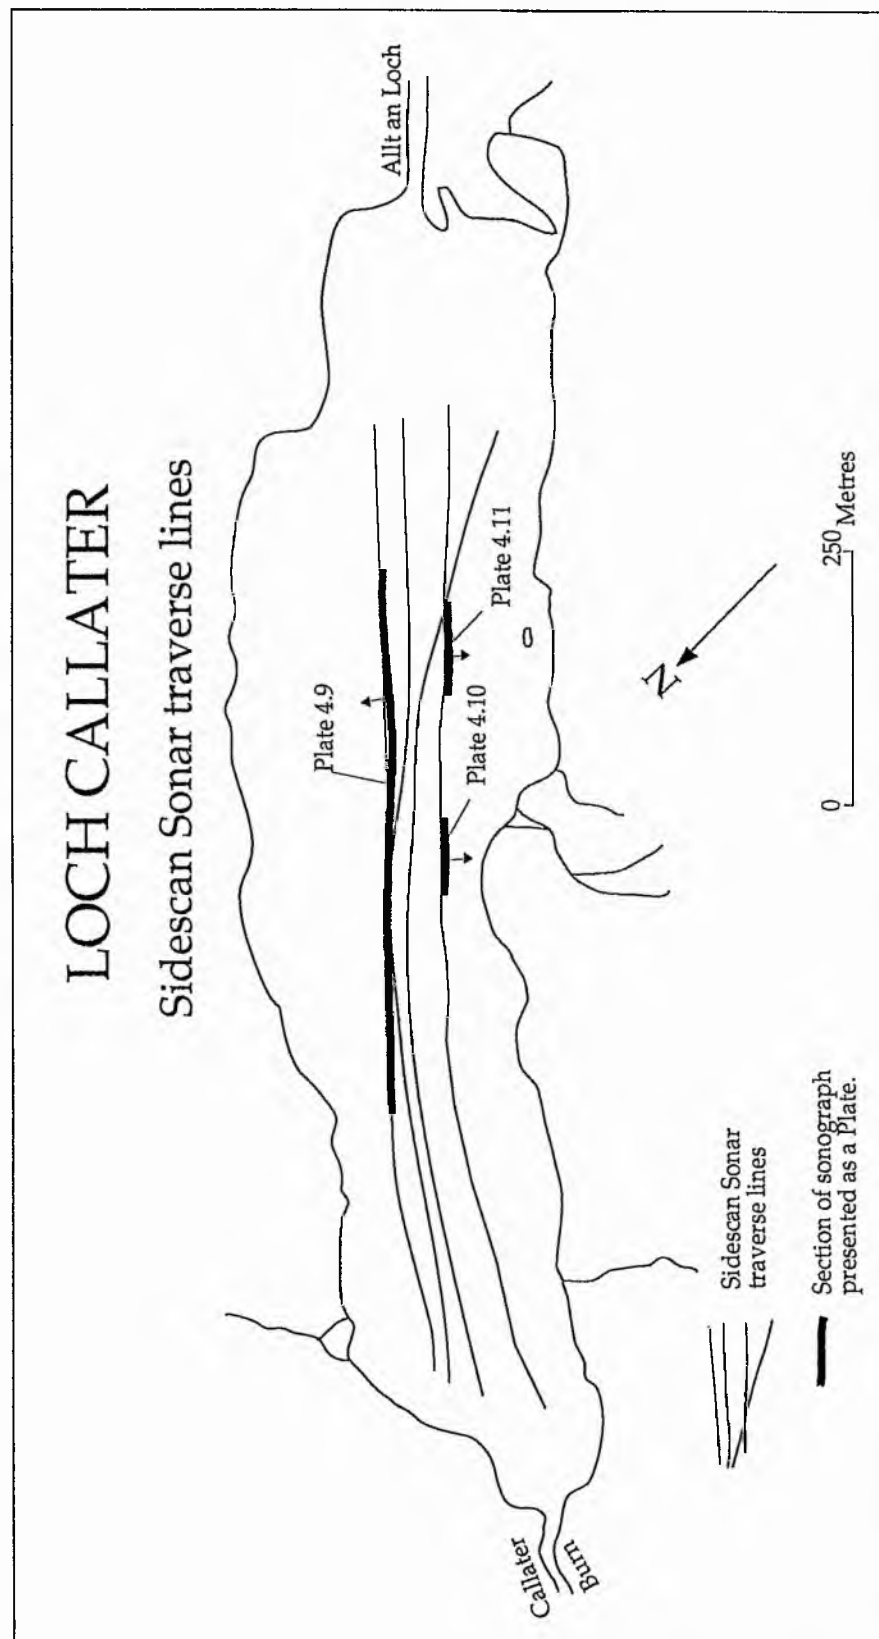 LOCH CALLATER
Sidescan Sonar traverse lines
Allt an Loch
Plate 4.9
Plate 4.11
Plate 4.10
Callater
Burn
N
0
250 Metres
Sidescan Sonar
traverse lines
Section of sonograph
presented as a Plate.